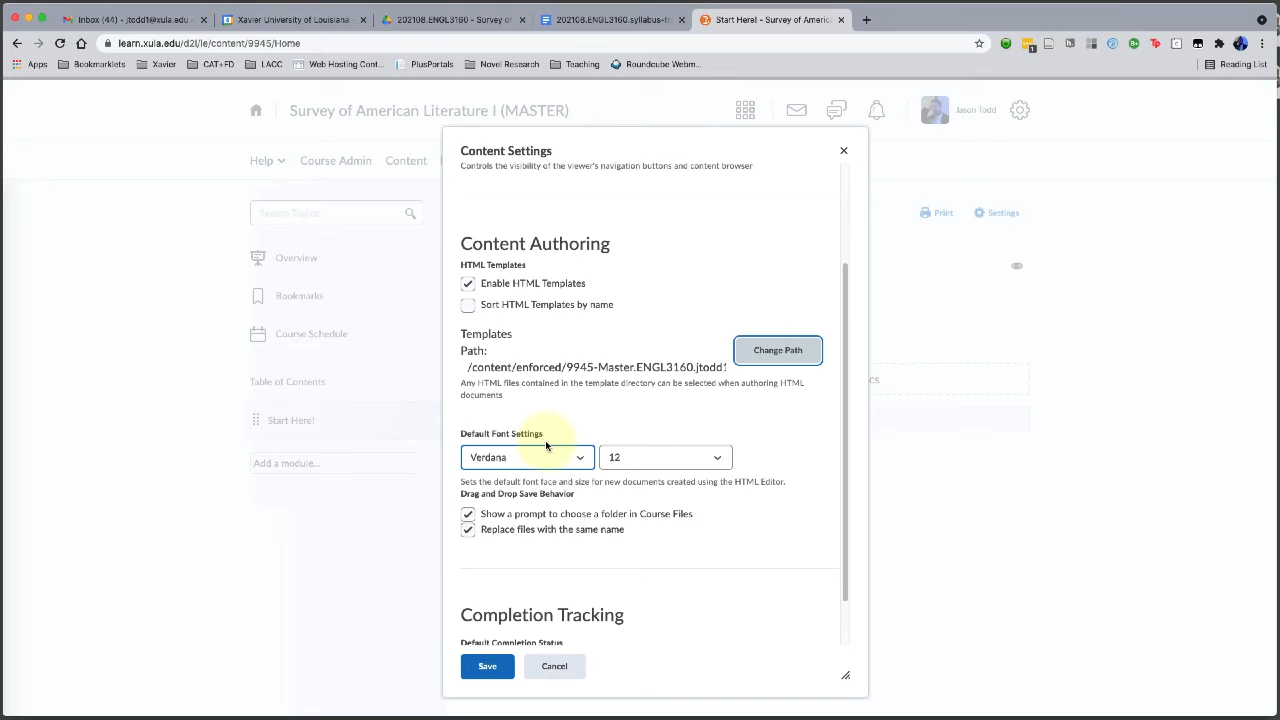 Inbox (44) - jtodd1@xula.edu -
Xavier University of Louisiana -
202108.ENGL3160 - Survey of
202108.ENGL3160.syllabus-tr
Start Here! - Survey of Americ
learn.xula.edu/d2l/le/content/9945/Home
Apps
Bookmarklets
Xavier
CAT+FD
LACC
Web Hosting Cont...
PlusPortals
Novel Research
Teaching
Roundcube Webm...
Reading List
Survey of American Literature I (MASTER)
Jason Todd
Help
Course Admin
Content
Search Topics
Print
Settings
Overview
Bookmarks
Course Schedule
Table of Contents
Start Here!
Add a module...
cs
Content Settings
Controls the visibility of the viewer's navigation buttons and content browser
Content Authoring
HTML Templates
Enable HTML Templates
Sort HTML Templates by name
Templates
Path:
/content/enforced/9945-Master.ENGL3160.jtodd1
Change Path
Any HTML files contained in the template directory can be selected when authoring HTML
documents
Default Font Settings
Verdana
12
Sets the default font face and size for new documents created using the HTML Editor.
Drag and Drop Save Behavior
Show a prompt to choose a folder in Course Files
Replace files with the same name
Completion Tracking
Default Completion Status
Save
Cancel